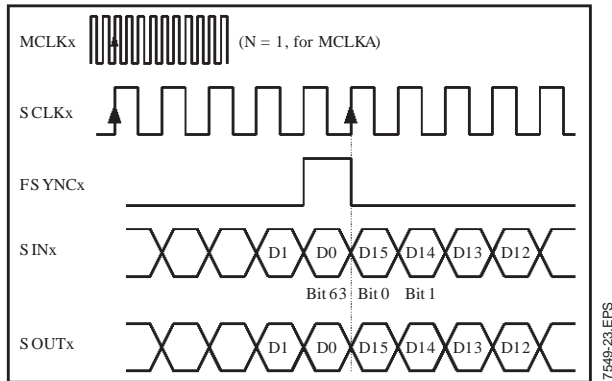 MCLKx (N = 1, for MCLKA)
SCLKx
FSYNCx
SINx D1 D0 D15 D14 D13 D12
Bit 63 Bit 0 Bit 1
SOUTx D1 D0 D15 D14 D13 D12
7549-23.EPS